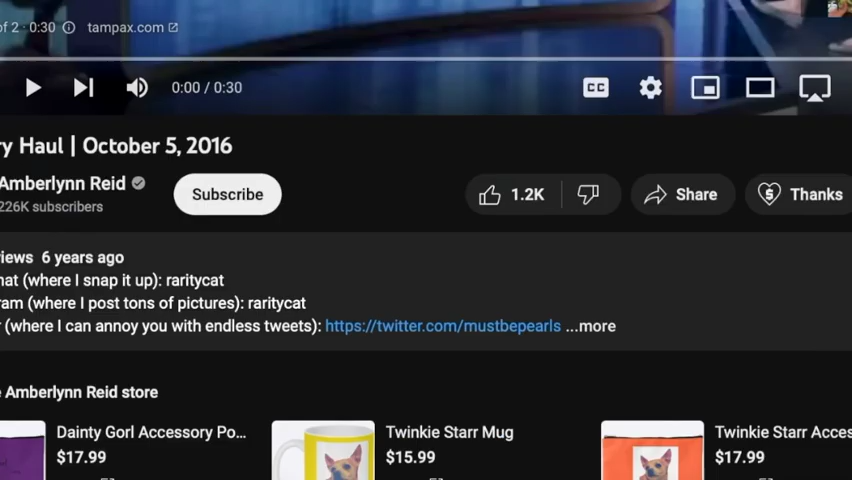 of 2 · 0:30 tampax.com
0:00 / 0:30
CC
ry Haul | October 5, 2016
Amberlynn Reid
226K subscribers
Subscribe
1.2K
Share
Thanks
iews 6 years ago
hat (where I snap it up): raritycat
ram (where I post tons of pictures): raritycat
r (where I can annoy you with endless tweets): https://twitter.com/mustbepearls ...more
e Amberlynn Reid store
Dainty Gorl Accessory Po...
$17.99
Twinkie Starr Mug
$15.99
Twinkie Starr Acces
$17.99